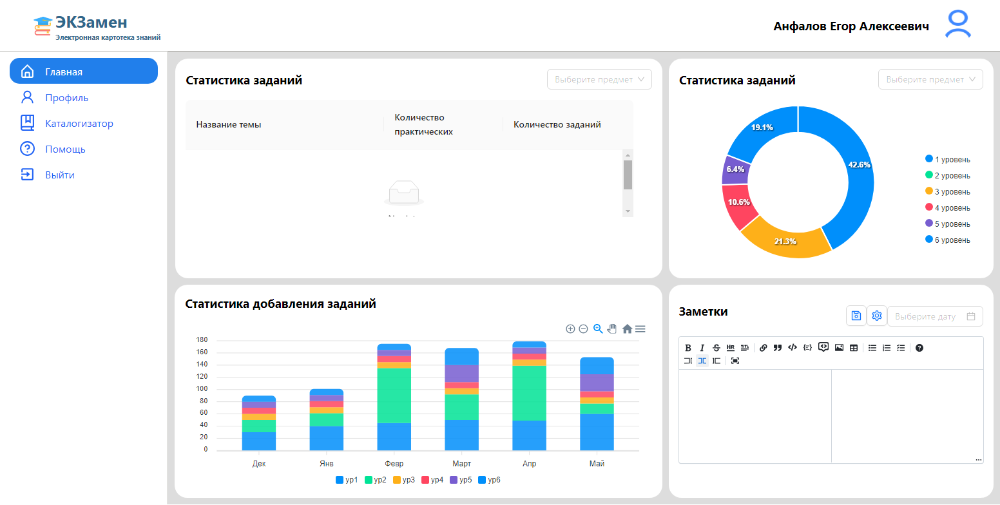 ЭКЗамен
Электронная картотека знаний
Анфалов Егор Алексеевич
Главная
Профиль
Каталогизатор
Помощь
Выйти
Статистика заданий
Выберите предмет
Название темы
Количество
практических
Количество заданий
Статистика заданий
Выберите предмет
19.1%
42.6%
6.4%
10.6%
21.3%
1 уровень
2 уровень
3 уровень
4 уровень
5 уровень
6 уровень
Статистика добавления заданий
180
160
140
120
100
80
60
40
20
0
Дек Янв Февр Март Апр Май
ур1 ур2 ур3 ур4 ур5 ур6
Заметки
Выберите дату
B I S HR TITL
...